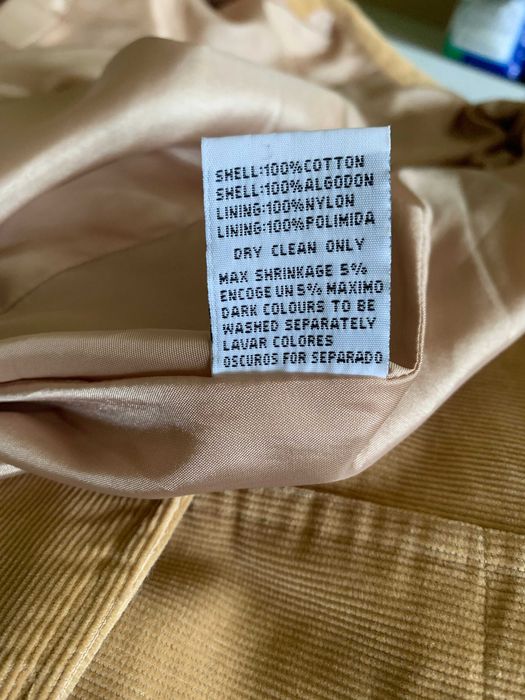 SHELL:100%COTTON
SHELL:100%ALGODON
LINING:100%NYLON
LINING:100%POLIMIDA
DRY CLEAN ONLY
MAX SHRINKAGE 5%
ENCOGE UN 5% MAXIMO
DARK COLOURS TO BE
WASHED SEPARATELY
LAVAR COLORES
OSCUROS FOR SEPARADO